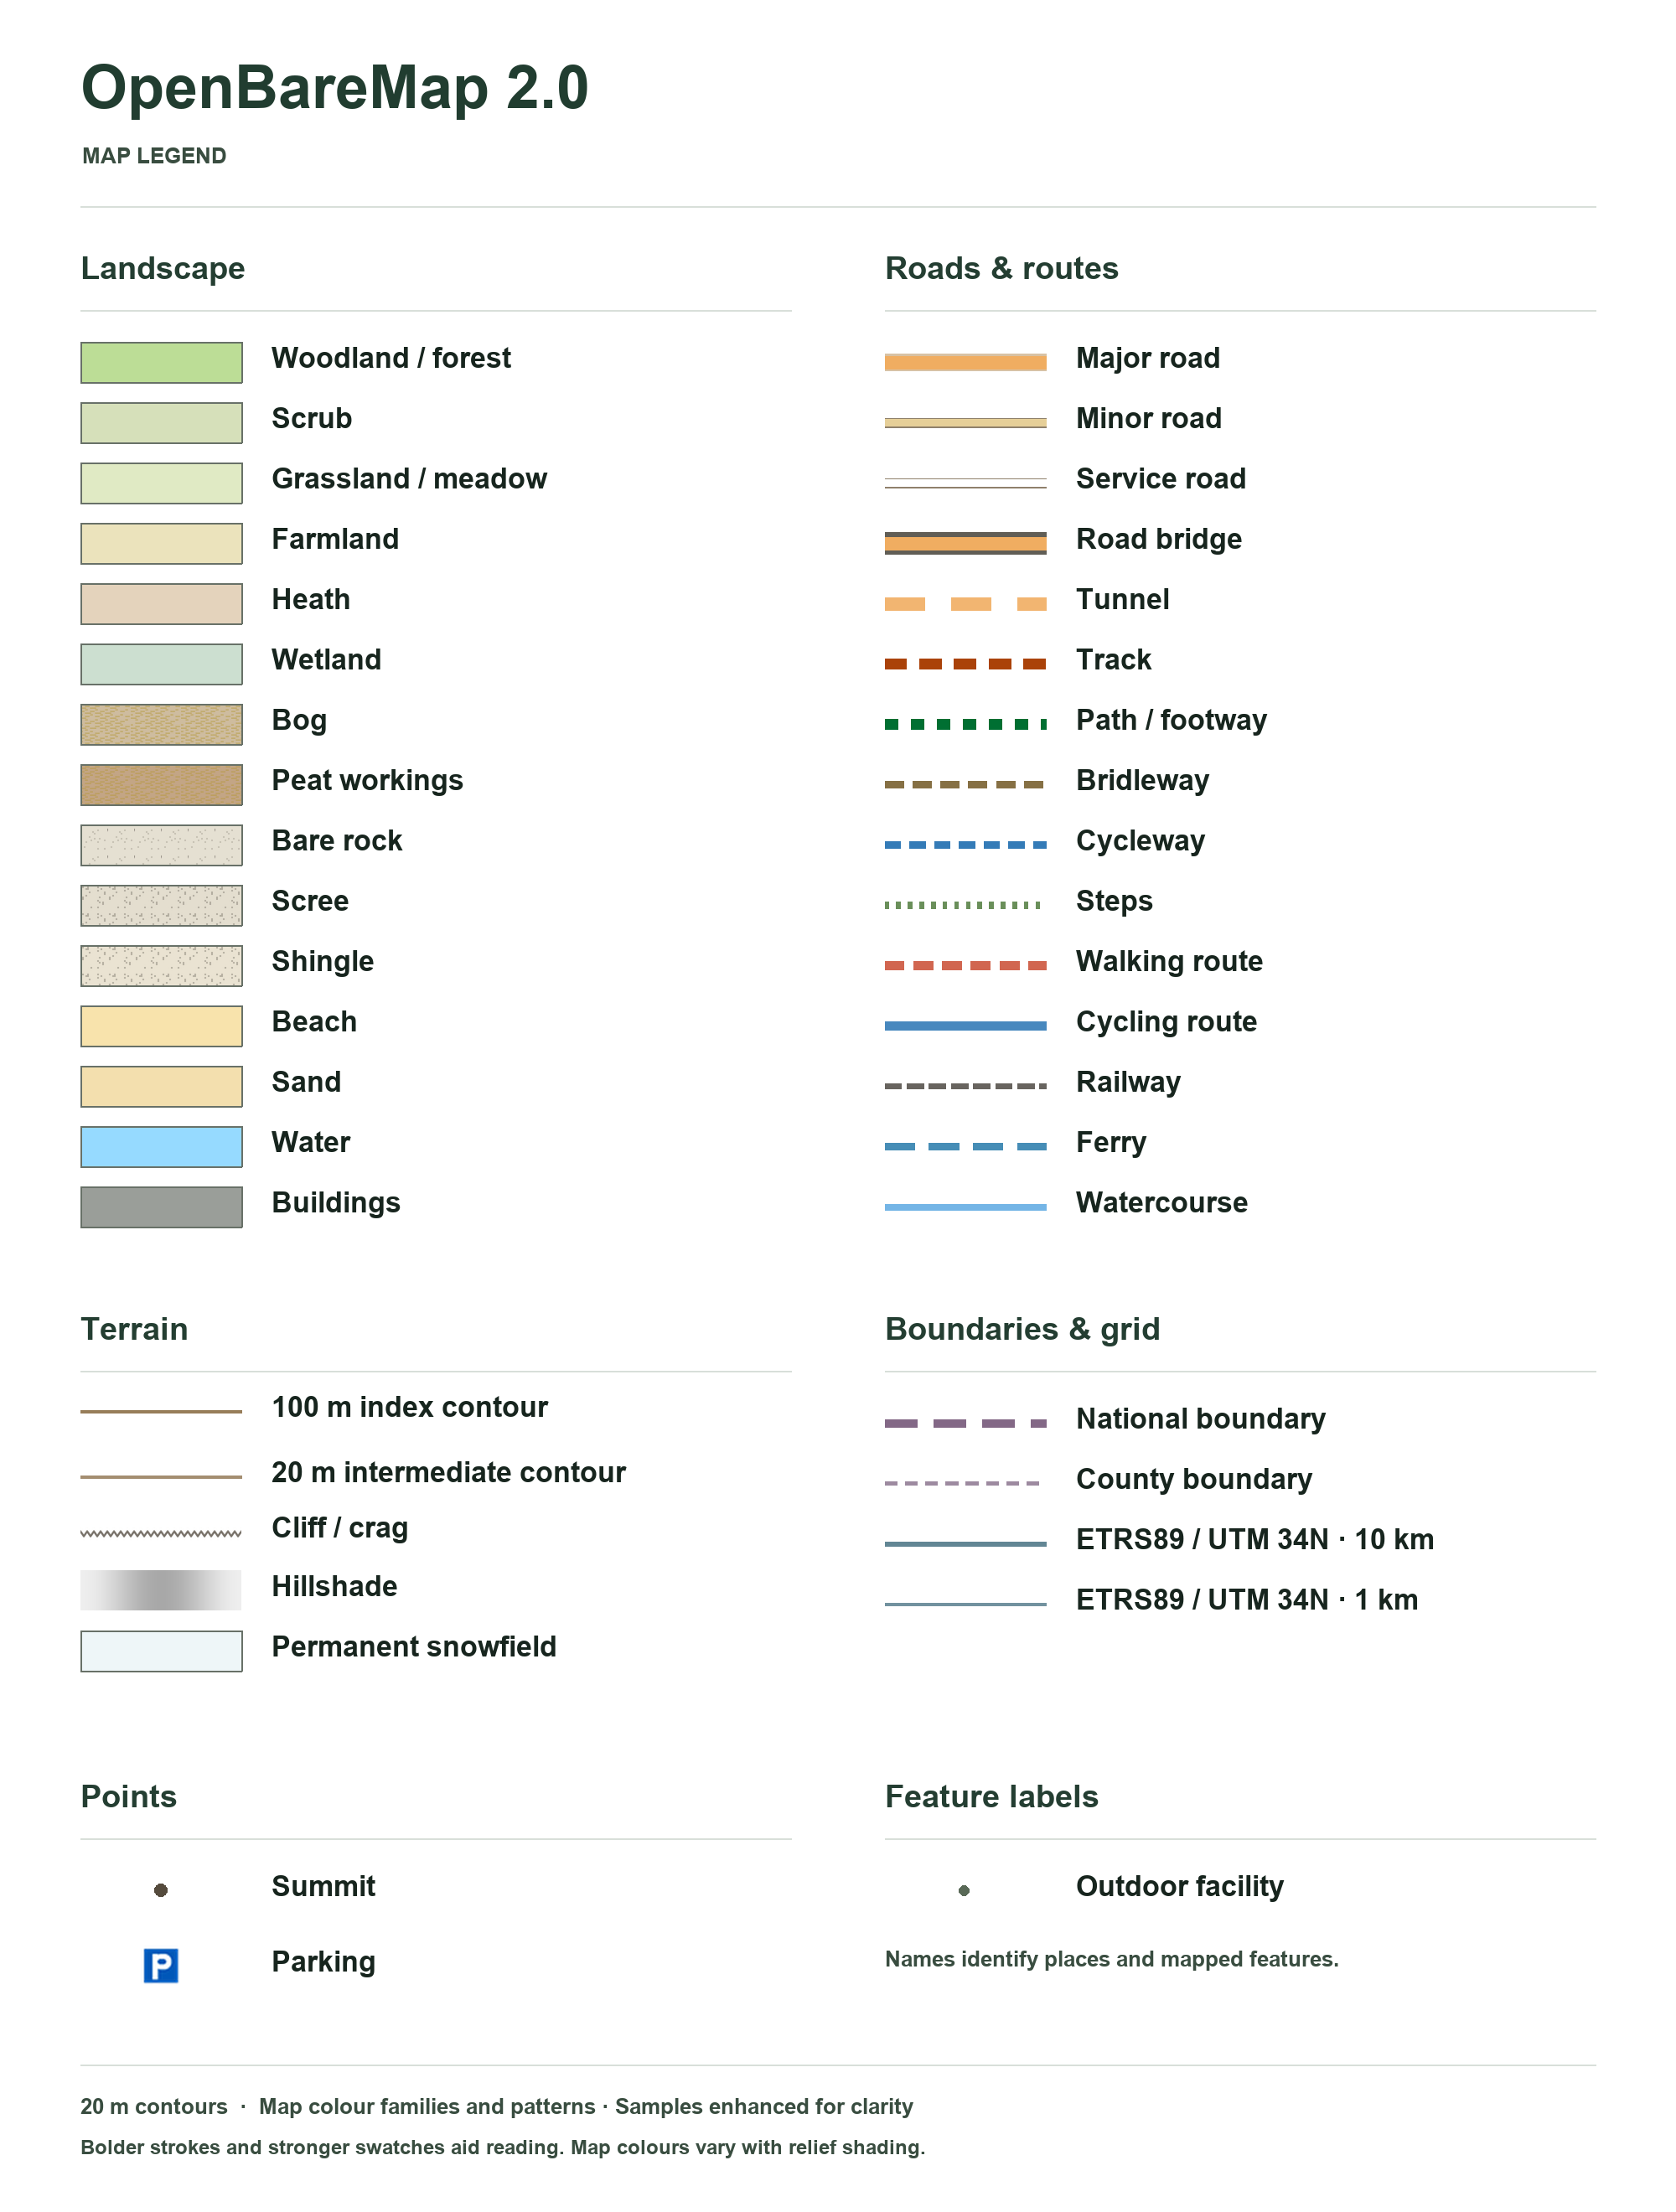 OpenBareMap 2.0
MAP LEGEND
Landscape
Woodland / forest
Scrub
Grassland / meadow
Farmland
Heath
Wetland
Bog
Peat workings
Bare rock
Scree
Shingle
Beach
Sand
Water
Buildings
Roads & routes
Major road
Minor road
Service road
Road bridge
Tunnel
Track
Path / footway
Bridleway
Cycleway
Steps
Walking route
Cycling route
Railway
Ferry
Watercourse
Terrain
100 m index contour
20 m intermediate contour
Cliff / crag
Hillshade
Permanent snowfield
Boundaries & grid
National boundary
County boundary
ETRS89 / UTM 34N · 10 km
ETRS89 / UTM 34N · 1 km
Points
Summit
P Parking
Feature labels
Outdoor facility
Names identify places and mapped features.
20 m contours · Map colour families and patterns · Samples enhanced for clarity
Bolder strokes and stronger swatches aid reading. Map colours vary with relief shading.